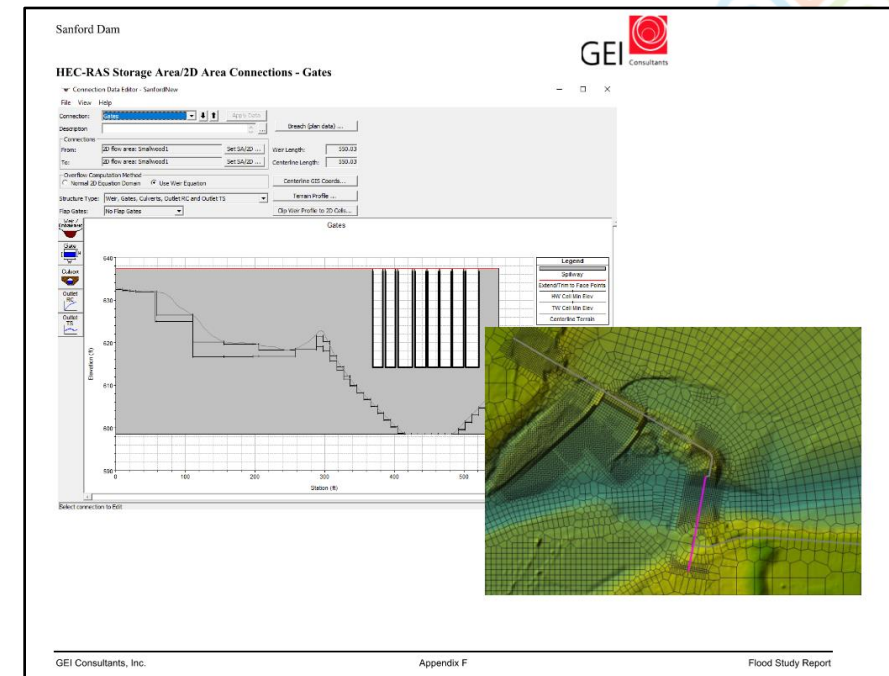 Sanford Dam
GEI Consultants
HEC-RAS Storage Area/2D Area Connections - Gates
Connection Data Editor - SanfordNew
File View Help
Connection: Gates Apply Data
Description ... Breach (plan data) ...
Connections
From: 2D flow area: Smallwood1 Set SA/2D ... Weir Length: 550.03
To: 2D flow area: Smallwood1 Set SA/2D ... Centerline Length: 550.03
Overflow Computation Method
Normal 2D Equation Domain Use Weir Equation Centerline GIS Coords...
Structure Type: Weir, Gates, Culverts, Outlet RC and Outlet TS Terrain Profile ...
Flap Gates: No Flap Gates Clip Weir Profile to 2D Cells...
Weir /
Embankment
Gate
Culvert
Outlet
RC
Outlet
TS
Gates
Legend
Spillway
Extend/Trim to Face Points
HW Cell Min Elev
TW Cell Min Elev
Centerline Terrain
Elevation (ft)
640
630
620
610
600
590
0 100 200 300 400 500
Station (ft)
Select connection to Edit
GEI Consultants, Inc. Appendix F Flood Study Report